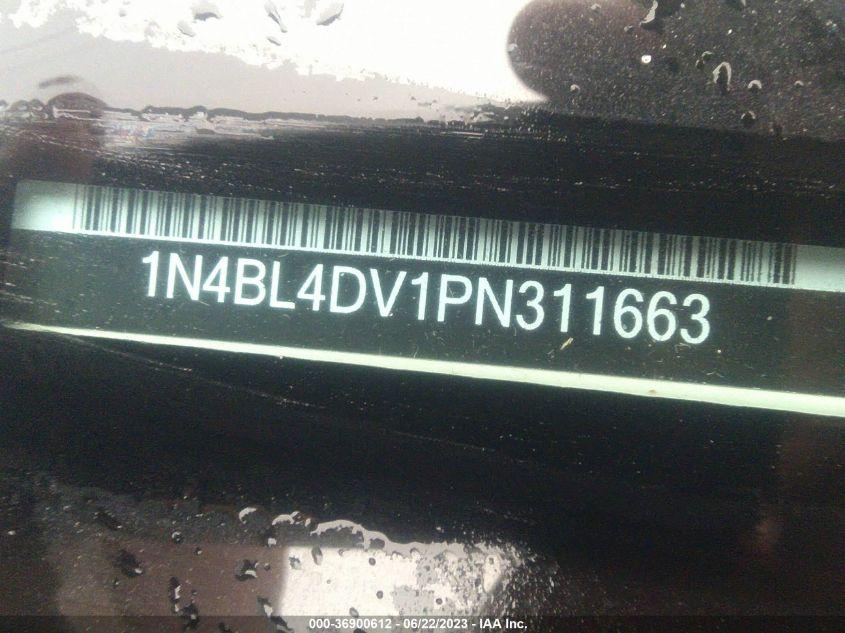 1N4BL4DV1PN311663
000-36900612 - 06/22/2023 - IAA Inc.